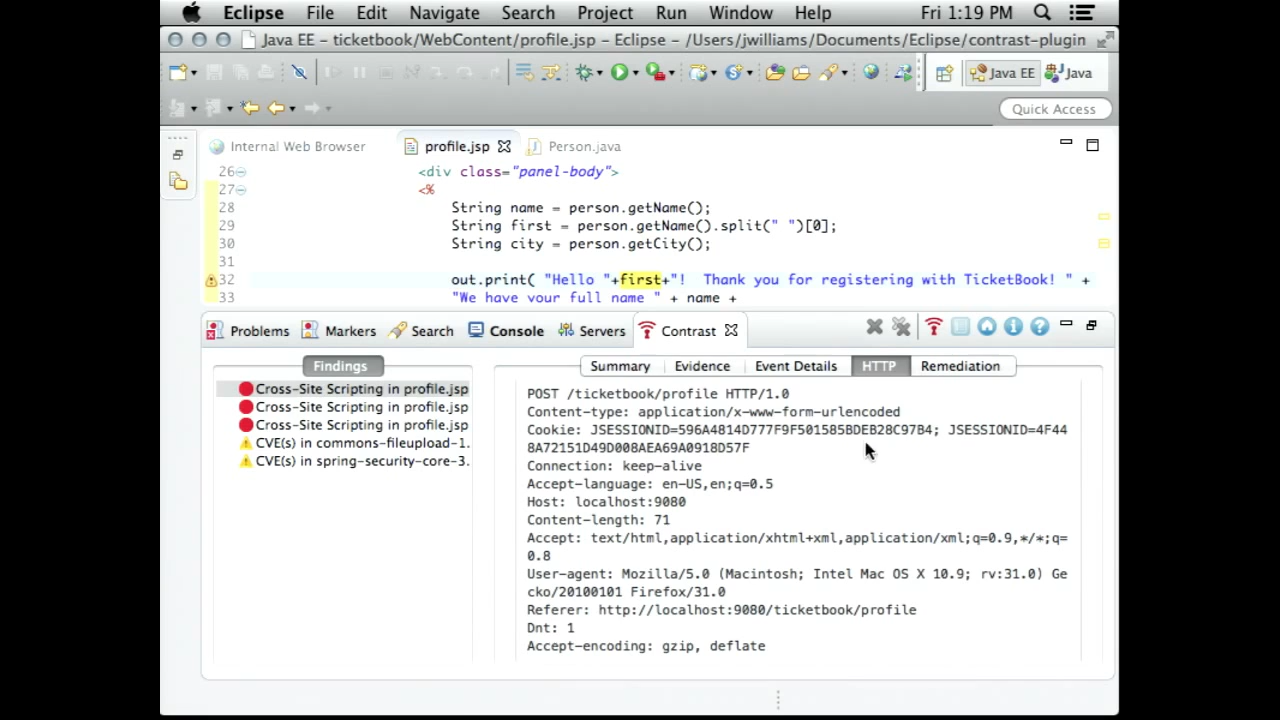 Eclipse File Edit Navigate Search Project Run Window Help Fri 1:19 PM
Java EE – ticketbook/WebContent/profile.jsp – Eclipse – /Users/jwilliams/Documents/Eclipse/contrast-plugin
Java EE Java
Quick Access
Internal Web Browser profile.jsp Person.java
26 <div class="panel-body">
27 <%
28 String name = person.getName();
29 String first = person.getName().split(" ")[0];
30 String city = person.getCity();
31
32 out.print( "Hello "+first+"! Thank you for registering with TicketBook! " +
33 "We have your full name " + name +
Problems Markers Search Console Servers Contrast
Findings
Cross-Site Scripting in profile.jsp
Cross-Site Scripting in profile.jsp
Cross-Site Scripting in profile.jsp
CVE(s) in commons-fileupload-1.
CVE(s) in spring-security-core-3.
Summary Evidence Event Details HTTP Remediation
POST /ticketbook/profile HTTP/1.0
Content-type: application/x-www-form-urlencoded
Cookie: JSESSIONID=596A4814D777F9F501585BDEB28C97B4; JSESSIONID=4F44
8A72151D49D008AEA69A0918D57F
Connection: keep-alive
Accept-language: en-US,en;q=0.5
Host: localhost:9080
Content-length: 71
Accept: text/html,application/xhtml+xml,application/xml;q=0.9,*/*;q=
0.8
User-agent: Mozilla/5.0 (Macintosh; Intel Mac OS X 10.9; rv:31.0) Ge
cko/20100101 Firefox/31.0
Referer: http://localhost:9080/ticketbook/profile
Dnt: 1
Accept-encoding: gzip, deflate